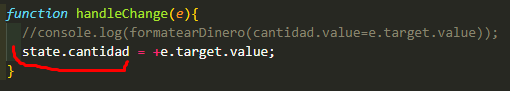 function handleChange(e){
//console.log(formatearDinero(cantidad.value=e.target.value));
state.cantidad = +e.target.value;
}